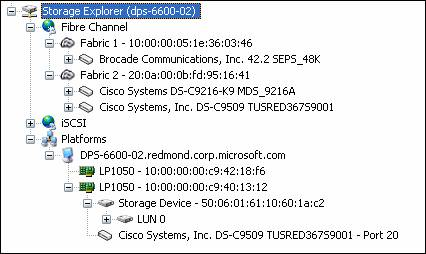 Storage Explorer (dps-6600-02)
Fibre Channel
Fabric 1 - 10:00:00:05:1e:36:03:46
Brocade Communications, Inc. 42.2 SEPS_48K
Fabric 2 - 20:0a:00:0b:fd:95:16:41
Cisco Systems DS-C9216-K9 MDS_9216A
Cisco Systems, Inc. DS-C9509 TUSRED367S9001
iSCSI
Platforms
DPS-6600-02.redmond.corp.microsoft.com
LP1050 - 10:00:00:00:c9:42:18:f6
LP1050 - 10:00:00:00:c9:40:13:12
Storage Device - 50:06:01:61:10:60:1a:c2
LUN 0
Cisco Systems, Inc. DS-C9509 TUSRED367S9001 - Port 20